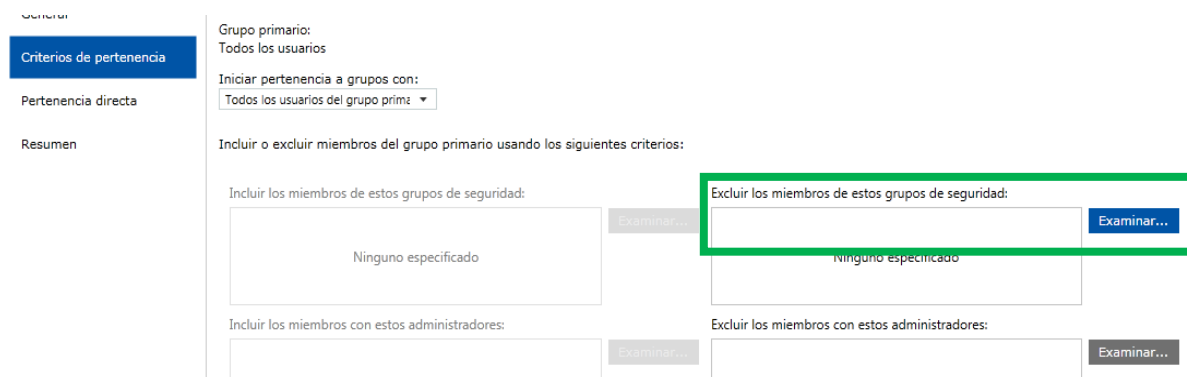 General
Criterios de pertenencia
Pertenencia directa
Resumen
Grupo primario:
Todos los usuarios
Iniciar pertenencia a grupos con:
Todos los usuarios del grupo prima
Incluir o excluir miembros del grupo primario usando los siguientes criterios:
Incluir los miembros de estos grupos de seguridad:
Examinar...
Ninguno especificado
Excluir los miembros de estos grupos de seguridad:
Examinar...
Ninguno especificado
Incluir los miembros con estos administradores:
Examinar...
Excluir los miembros con estos administradores:
Examinar...